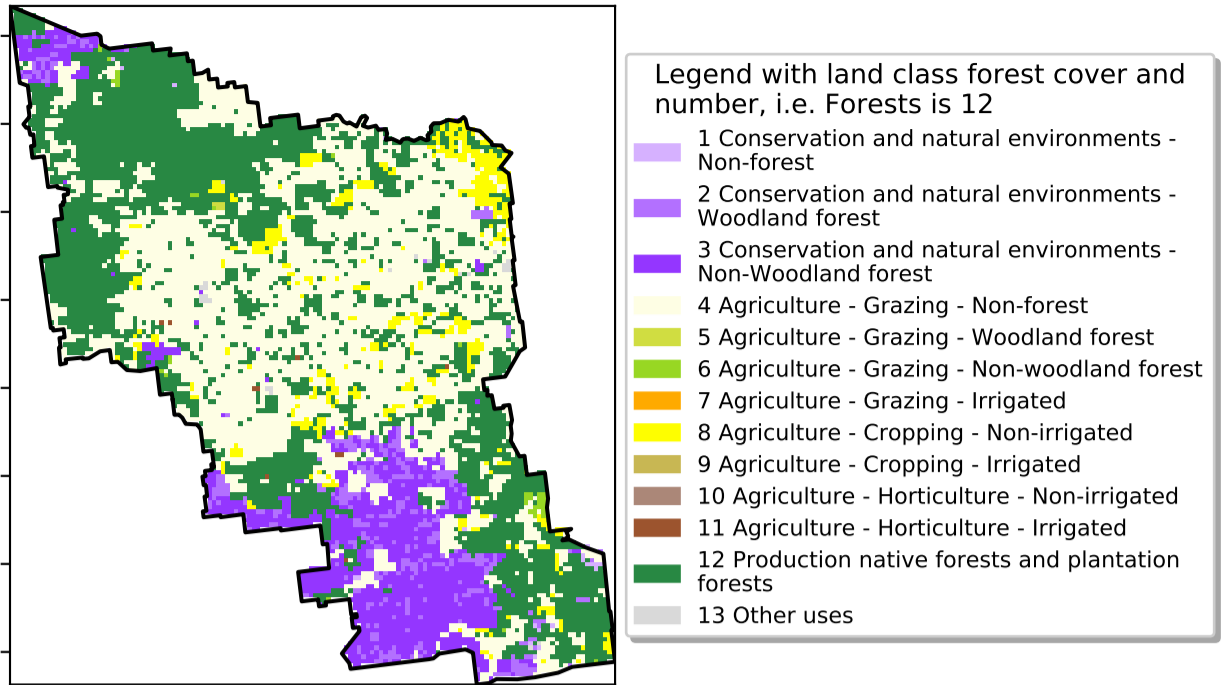 Legend with land class forest cover and
number, i.e. Forests is 12
1 Conservation and natural environments -
Non-forest
2 Conservation and natural environments -
Woodland forest
3 Conservation and natural environments -
Non-Woodland forest
4 Agriculture - Grazing - Non-forest
5 Agriculture - Grazing - Woodland forest
6 Agriculture - Grazing - Non-woodland forest
7 Agriculture - Grazing - Irrigated
8 Agriculture - Cropping - Non-irrigated
9 Agriculture - Cropping - Irrigated
10 Agriculture - Horticulture - Non-irrigated
11 Agriculture - Horticulture - Irrigated
12 Production native forests and plantation
forests
13 Other uses